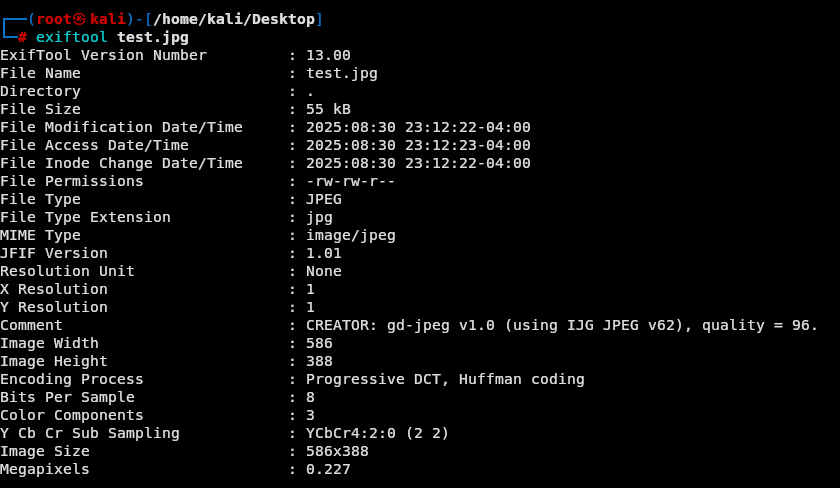 ┌──(root㉿kali)-[/home/kali/Desktop]
└─# exiftool test.jpg
ExifTool Version Number         : 13.00
File Name                       : test.jpg
Directory                       : .
File Size                       : 55 kB
File Modification Date/Time     : 2025:08:30 23:12:22-04:00
File Access Date/Time           : 2025:08:30 23:12:23-04:00
File Inode Change Date/Time     : 2025:08:30 23:12:22-04:00
File Permissions                : -rw-rw-r--
File Type                       : JPEG
File Type Extension             : jpg
MIME Type                       : image/jpeg
JFIF Version                    : 1.01
Resolution Unit                 : None
X Resolution                    : 1
Y Resolution                    : 1
Comment                         : CREATOR: gd-jpeg v1.0 (using IJG JPEG v62), quality = 96.
Image Width                     : 586
Image Height                    : 388
Encoding Process                : Progressive DCT, Huffman coding
Bits Per Sample                 : 8
Color Components                : 3
Y Cb Cr Sub Sampling            : YCbCr4:2:0 (2 2)
Image Size                      : 586x388
Megapixels                      : 0.227